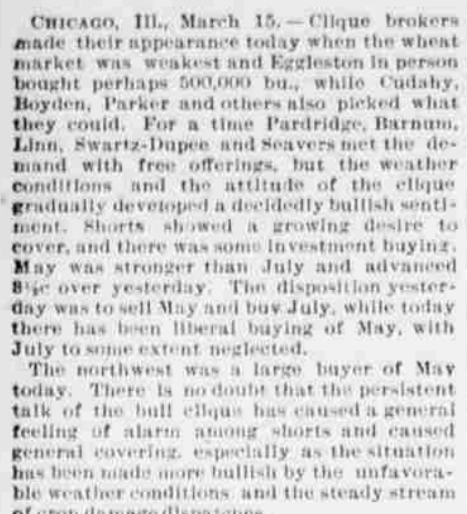 CHICAGO, Ill., March 15.—Clique brokers
made their appearance today when the wheat
market was weakest and Eggleston in person
bought perhaps 500,000 bu., while Cudahy,
Boyden, Parker and others also picked what
they could. For a time Pardridge, Barnum,
Linn, Swartz-Dupee and Seavers met the de-
mand with free offerings, but the weather
conditions and the attitude of the clique
gradually developed a decidedly bullish senti-
ment. Shorts showed a growing desire to
cover, and there was some investment buying.
May was stronger than July and advanced
over yesterday. The disposition yester-
day was to sell May and buy July, while today
there has been liberal buying of May, with
July to some extent neglected.
The northwest was a large buyer of May
today. There is no doubt that the persistent
talk of the bull clique has caused a general
feeling of alarm among shorts and caused
general covering, especially as the situation
has been made more bullish by the unfavora-
ble weather conditions and the steady stream
of crop damage dispatches.